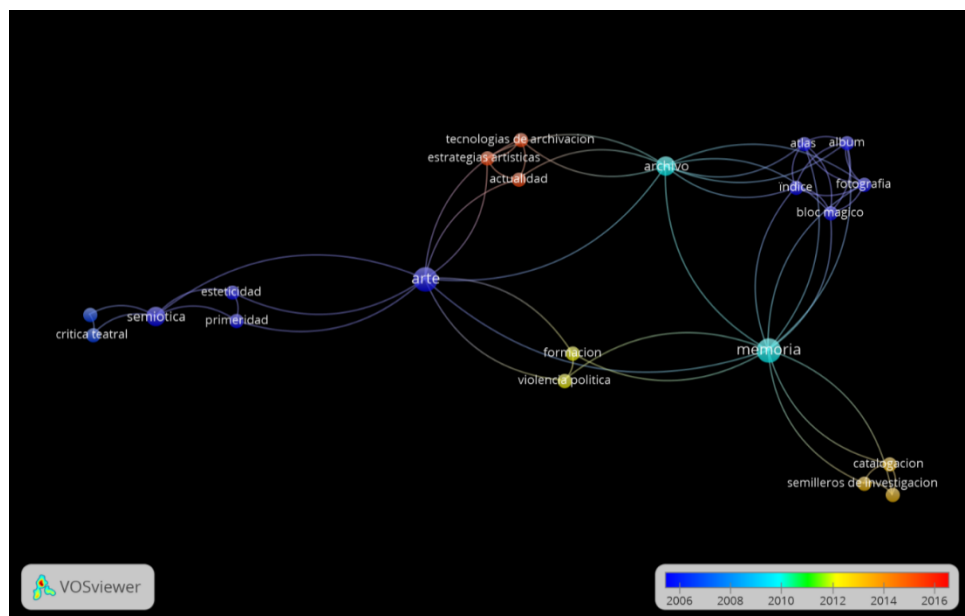 tecnologias de archivacion
estrategias artisticas
actualidad
archivo
atlas
album
indice
fotografia
bloc magico
arte
esteticidad
semiotica
primeridad
critica teatral
formacion
violencia politica
memoria
catalogacion
semilleros de investigacion
VOSviewer
2006 2008 2010 2012 2014 2016